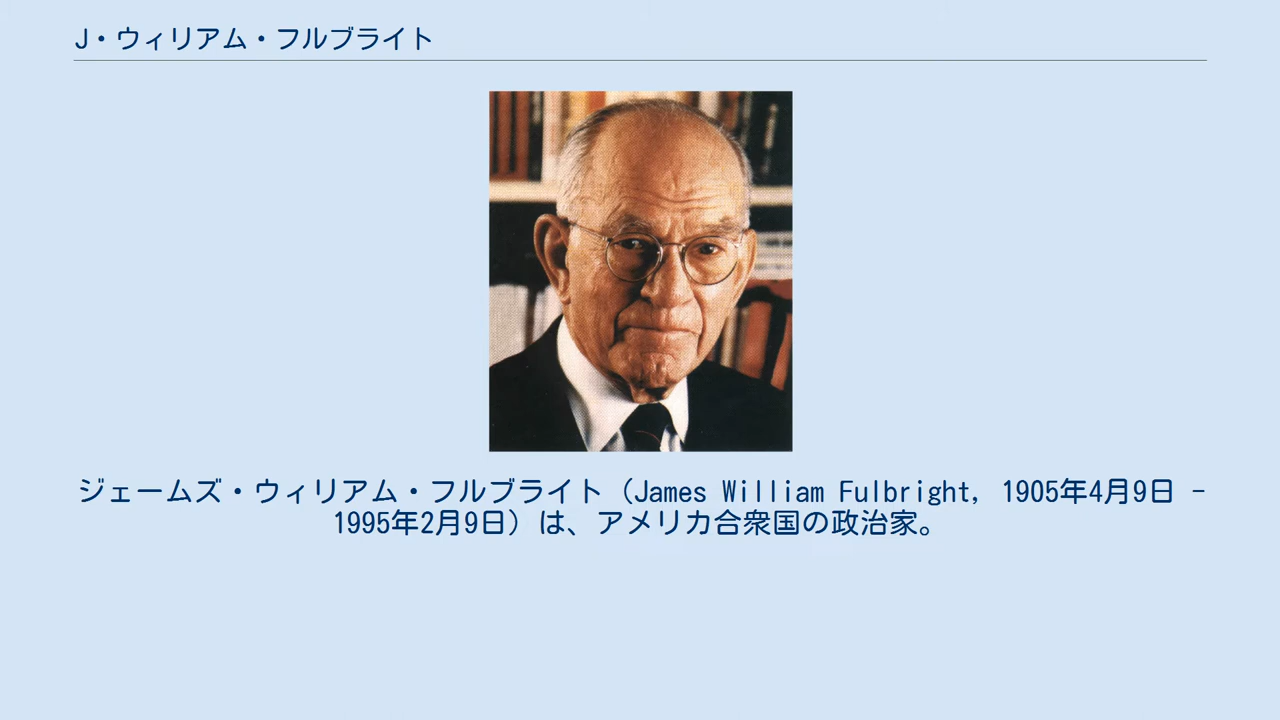 J・ウィリアム・フルブライト
ジェームズ・ウィリアム・フルブライト（James William Fulbright, 1905年4月9日 -
1995年2月9日）は、アメリカ合衆国の政治家。